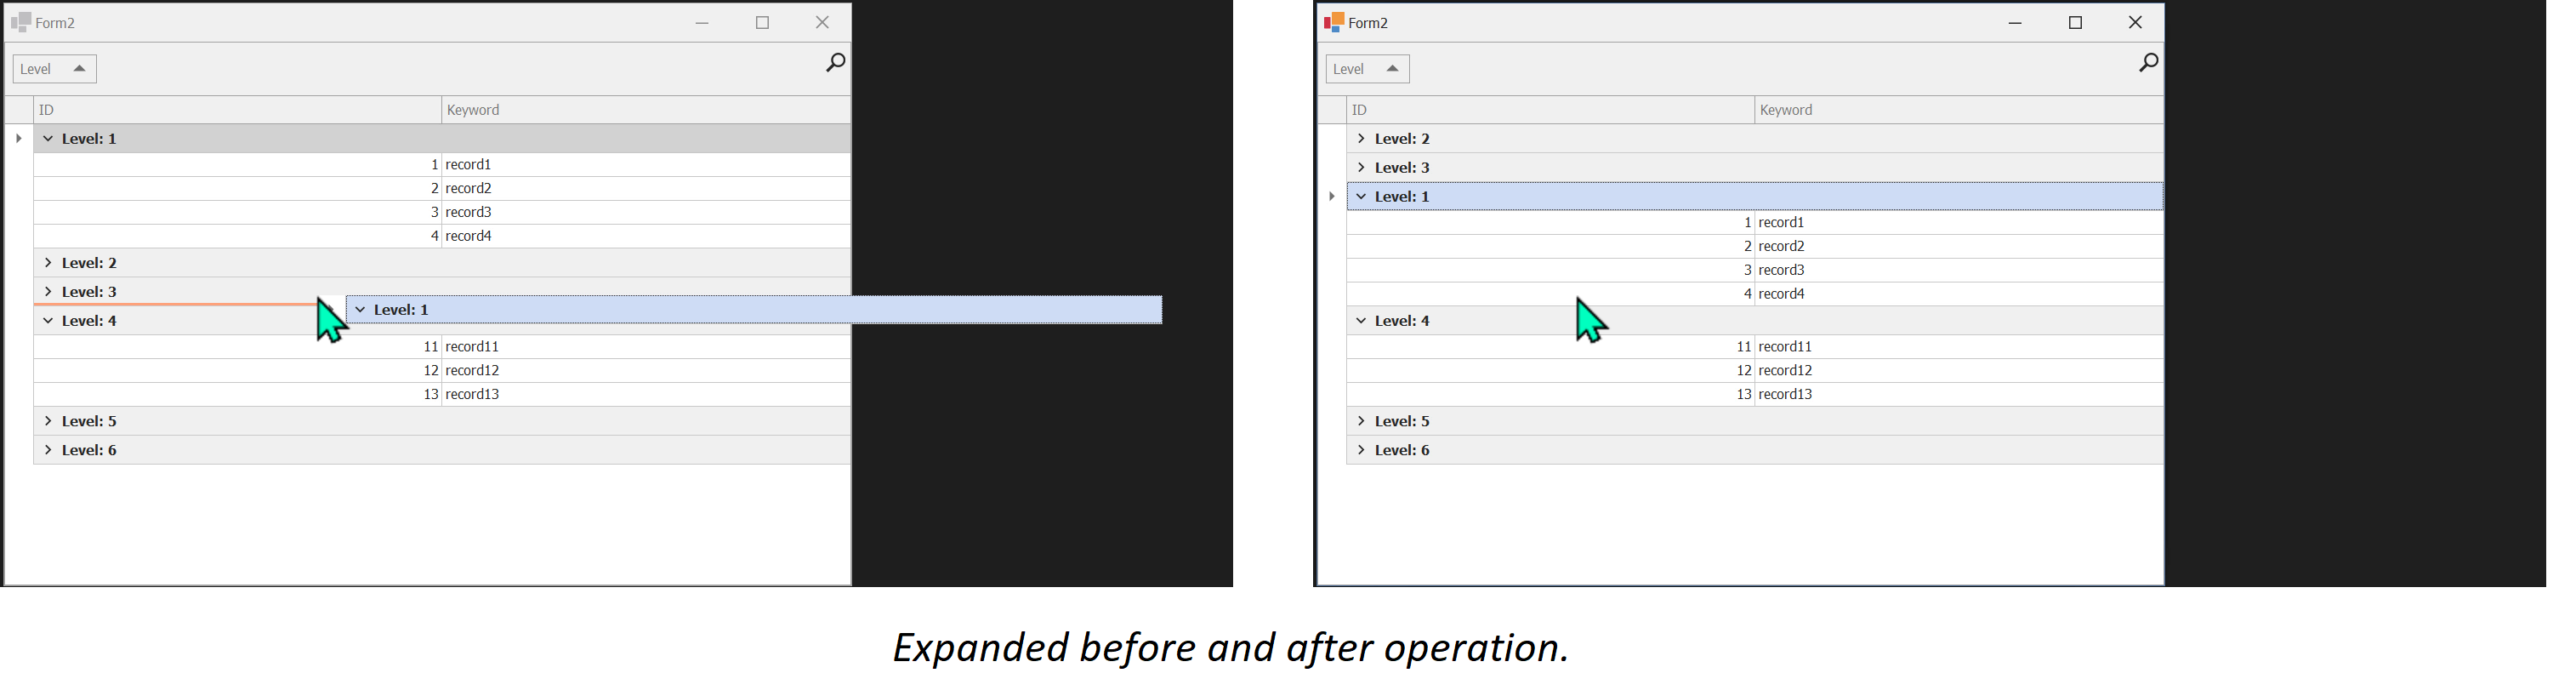 Form2
Level
ID Keyword
Level: 1
1 record1
2 record2
3 record3
4 record4
Level: 2
Level: 3
Level: 1
Level: 4
11 record11
12 record12
13 record13
Level: 5
Level: 6
Form2
Level
ID Keyword
Level: 2
Level: 3
Level: 1
1 record1
2 record2
3 record3
4 record4
Level: 4
11 record11
12 record12
13 record13
Level: 5
Level: 6
Expanded before and after operation.